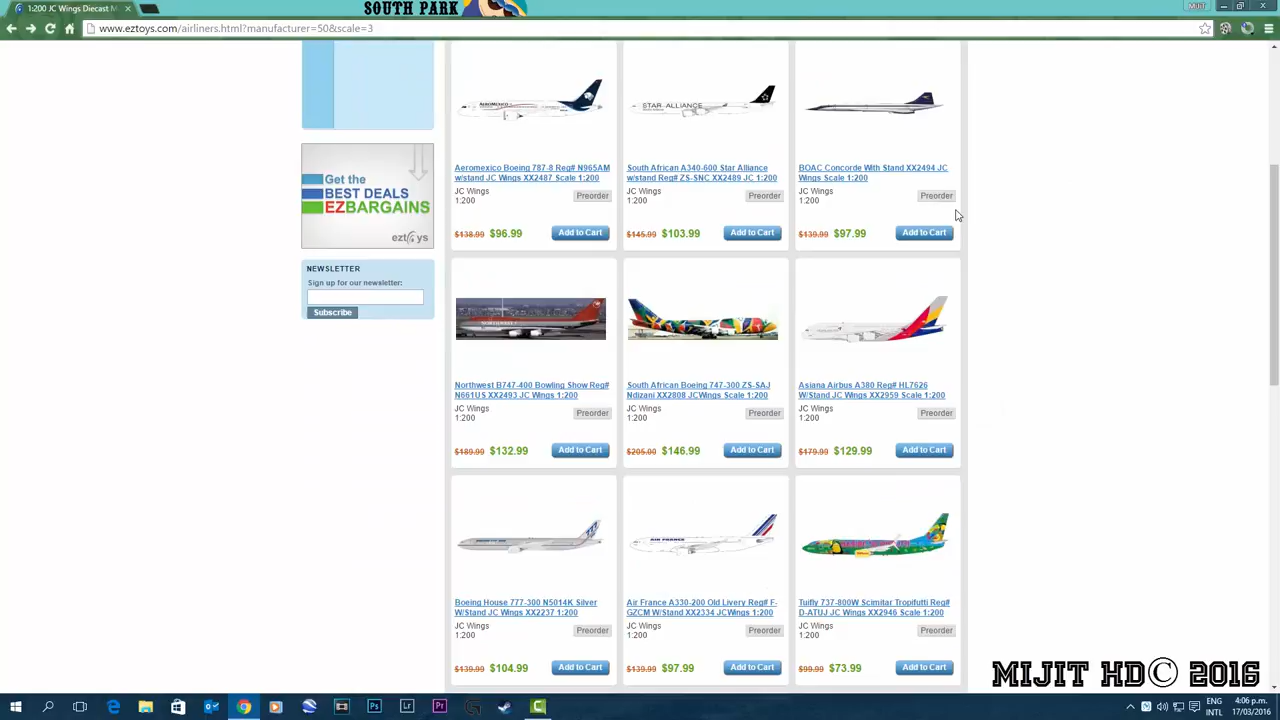 SOUTH PARK
1:200 JC Wings Diecast Air
Mijit
www.eztoys.com/airliners.html?manufacturer=50&scale=3
AEROMEXICO
STAR ALLIANCE
Aeromexico Boeing 787-8 Reg# N965AM
w/stand JC Wings XX2487 Scale 1:200
JC Wings
1:200
Preorder
$138.99 $96.99 Add to Cart
South African A340-600 Star Alliance
w/stand Reg# ZS-SNC XX2489 JC 1:200
JC Wings
1:200
Preorder
$145.99 $103.99 Add to Cart
BOAC Concorde With Stand XX2494 JC
Wings Scale 1:200
JC Wings
1:200
Preorder
$139.99 $97.99 Add to Cart
Get the
BEST DEALS
EZBARGAINS
eztoys
NEWSLETTER
Sign up for our newsletter:
Subscribe
NORTHWEST
Northwest B747-400 Bowling Show Reg#
N661US XX2493 JC Wings 1:200
JC Wings
1:200
Preorder
$189.99 $132.99 Add to Cart
South African Boeing 747-300 ZS-SAJ
Ndizani XX2808 JCWings Scale 1:200
JC Wings
1:200
Preorder
$205.00 $146.99 Add to Cart
Asiana Airbus A380 Reg# HL7626
W/Stand JC Wings XX2959 Scale 1:200
JC Wings
1:200
Preorder
$179.99 $129.99 Add to Cart
AIR FRANCE
Boeing House 777-300 N5014K Silver
W/Stand JC Wings XX2237 1:200
JC Wings
1:200
Preorder
$139.99 $104.99 Add to Cart
Air France A330-200 Old Livery Reg# F-
GZCM W/Stand XX2334 JCWings 1:200
JC Wings
1:200
Preorder
$139.99 $97.99 Add to Cart
Tuifly 737-800W Scimitar Tropifutti Reg#
D-ATUJ JC Wings XX2946 Scale 1:200
JC Wings
1:200
Preorder
$99.99 $73.99 Add to Cart
MIJIT HD© 2016
ENG
INTL
4:06 p.m.
17/03/2016